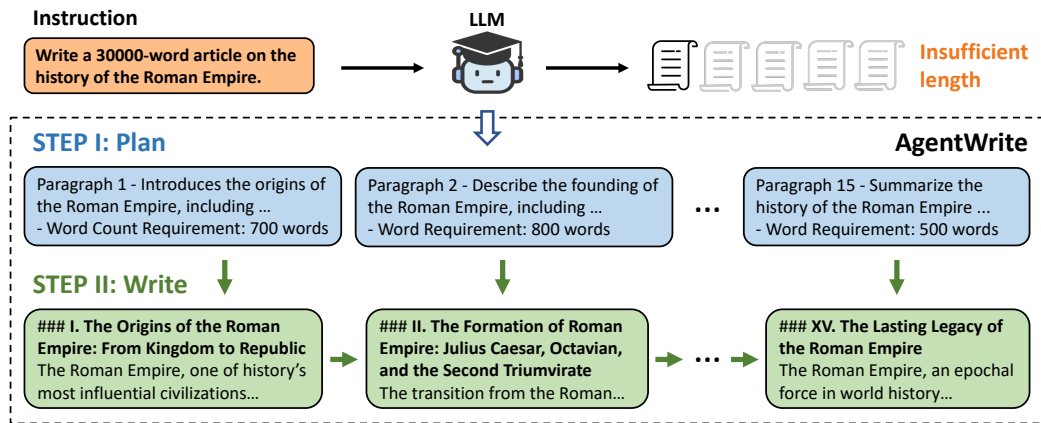 Instruction
LLM
Write a 30000-word article on the
history of the Roman Empire.
Insufficient
length
STEP I: Plan
AgentWrite
Paragraph 1 - Introduces the origins of
the Roman Empire, including ...
- Word Count Requirement: 700 words
Paragraph 2 - Describe the founding of
the Roman Empire, including ...
- Word Requirement: 800 words
...
Paragraph 15 - Summarize the
history of the Roman Empire ...
- Word Requirement: 500 words
STEP II: Write
### I. The Origins of the Roman
Empire: From Kingdom to Republic
The Roman Empire, one of history's
most influential civilizations...
### II. The Formation of Roman
Empire: Julius Caesar, Octavian,
and the Second Triumvirate
The transition from the Roman...
...
### XV. The Lasting Legacy of
the Roman Empire
The Roman Empire, an epochal
force in world history...